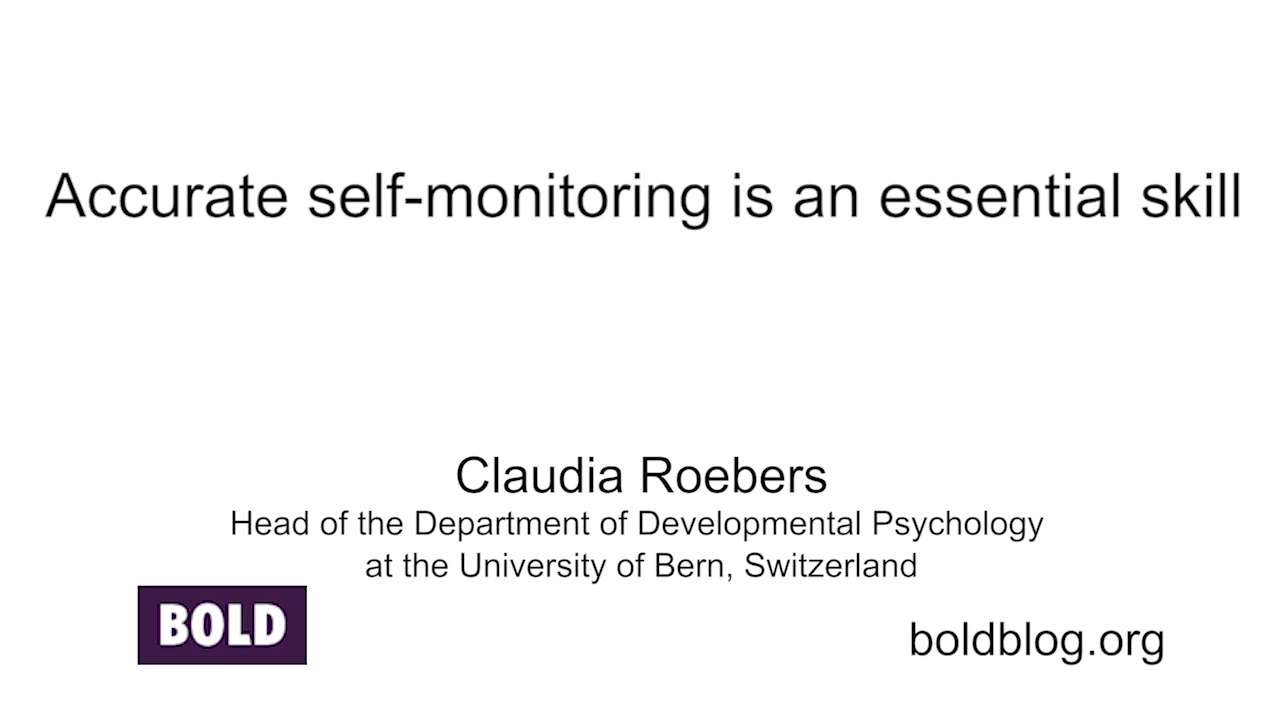 Accurate self-monitoring is an essential skill
Claudia Roebers
Head of the Department of Developmental Psychology
at the University of Bern, Switzerland
BOLD
boldblog.org